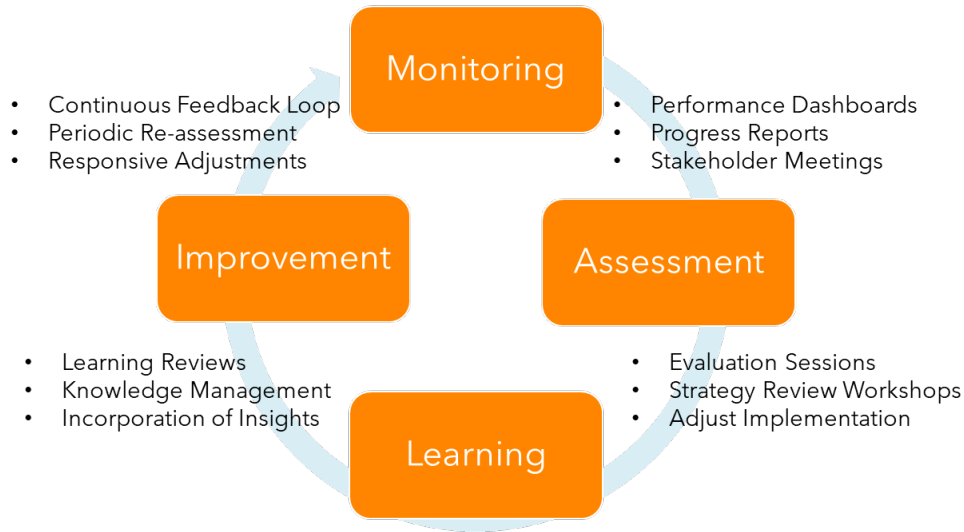 Monitoring
• Continuous Feedback Loop
• Periodic Re-assessment
• Responsive Adjustments
• Performance Dashboards
• Progress Reports
• Stakeholder Meetings
Improvement
Assessment
• Learning Reviews
• Knowledge Management
• Incorporation of Insights
• Evaluation Sessions
• Strategy Review Workshops
• Adjust Implementation
Learning